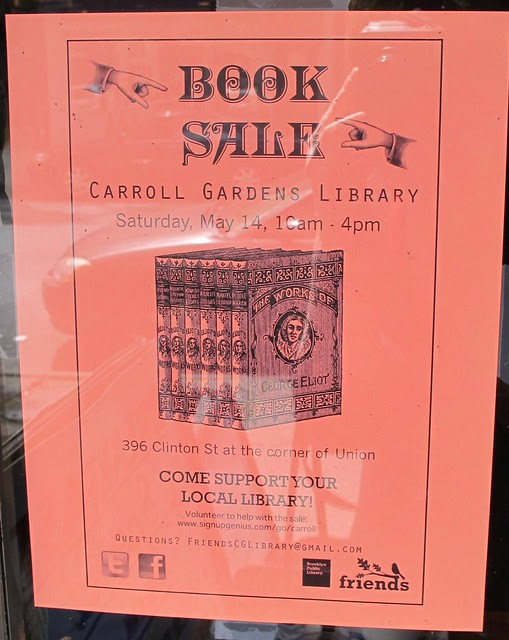 BOOK
SALE
CARROLL GARDENS LIBRARY
Saturday, May 14, 10am - 4pm
THE WORKS OF
GEORGE ELIOT
396 Clinton St at the corner of Union
COME SUPPORT YOUR
LOCAL LIBRARY!
Volunteer to help with the sale:
www.signupgenius.com/go/carroll
QUESTIONS? FRIENDSCGLIBRARY@GMAIL.COM
t f
Brooklyn
Public
Library
friends